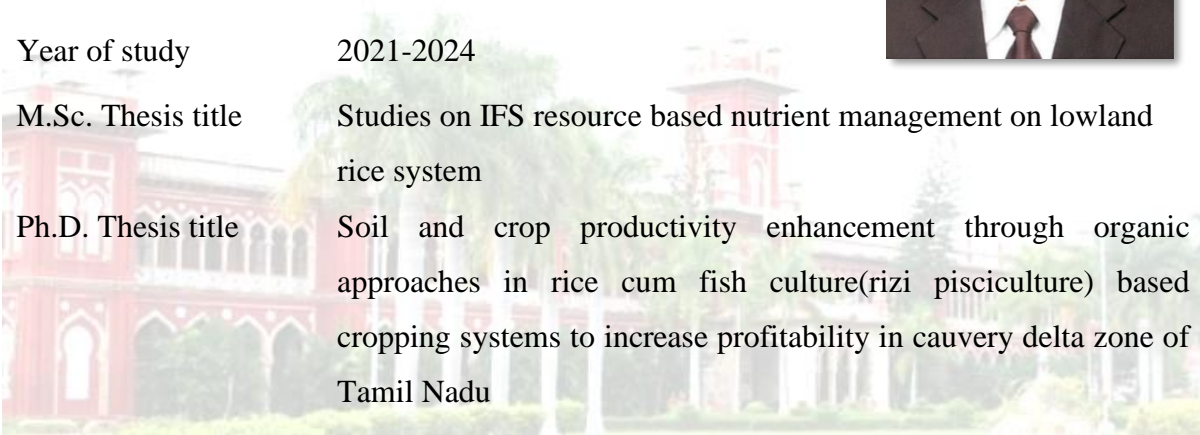 Year of study 2021-2024
M.Sc. Thesis title Studies on IFS resource based nutrient management on lowland
rice system
Ph.D. Thesis title Soil and crop productivity enhancement through organic
approaches in rice cum fish culture(rizi pisciculture) based
cropping systems to increase profitability in cauvery delta zone of
Tamil Nadu